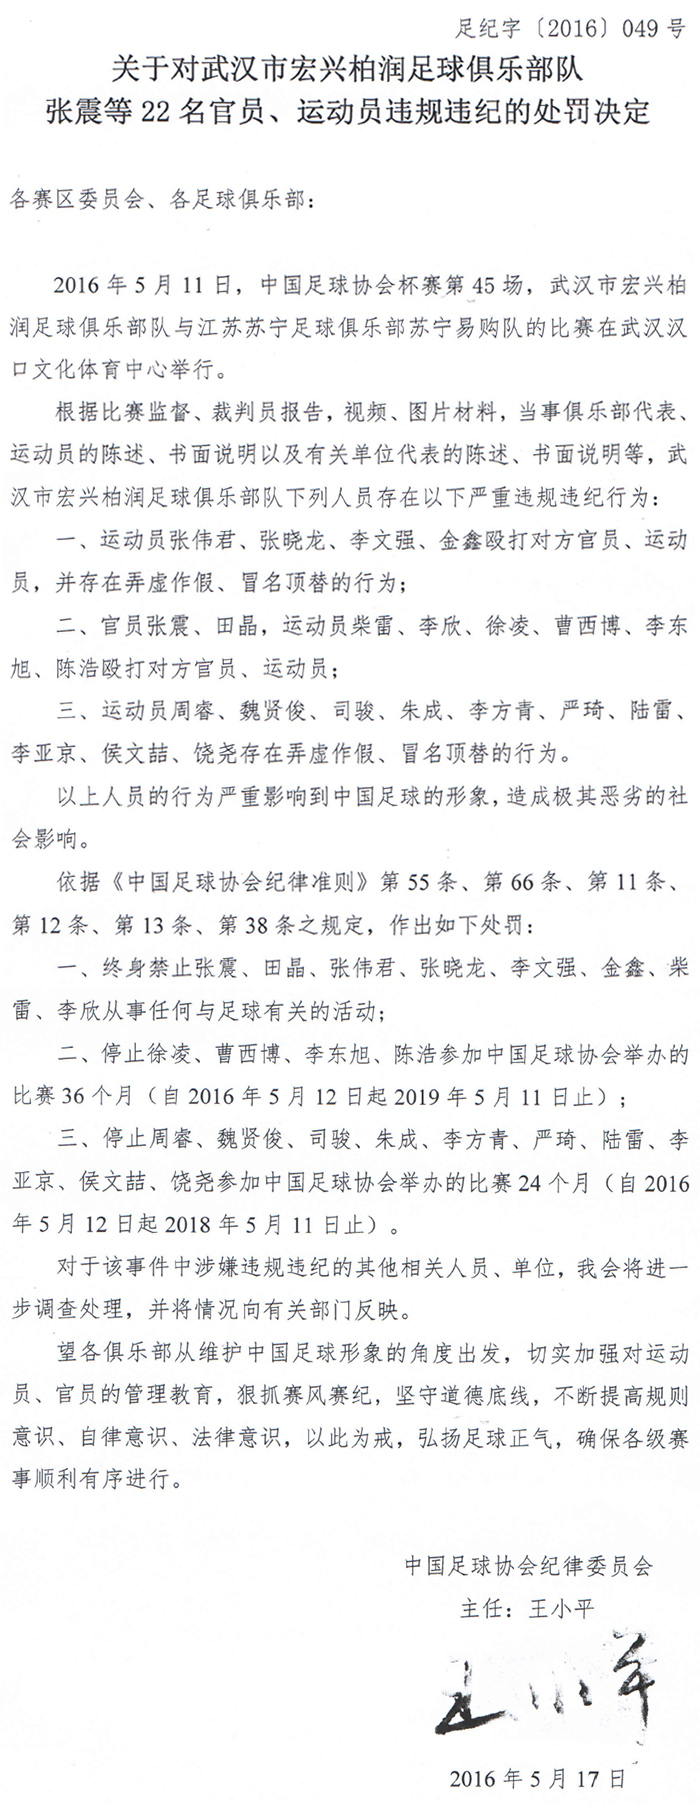 足纪字〔2016〕049号
关于对武汉市宏兴柏润足球俱乐部队
张震等22名官员、运动员违规违纪的处罚决定
各赛区委员会、各足球俱乐部：
2016年5月11日，中国足球协会杯赛第45场，武汉市宏兴柏
润足球俱乐部队与江苏苏宁足球俱乐部苏宁易购队的比赛在武汉汉
口文化体育中心举行。
根据比赛监督、裁判员报告，视频、图片材料，当事俱乐部代表、
运动员的陈述、书面说明以及有关单位代表的陈述、书面说明等，武
汉市宏兴柏润足球俱乐部队下列人员存在以下严重违规违纪行为：
一、运动员张伟君、张晓龙、李文强、金鑫殴打对方官员、运动
员，并存在弄虚作假、冒名顶替的行为；
二、官员张震、田晶，运动员柴雷、李欣、徐凌、曹西博、李东
旭、陈浩殴打对方官员、运动员；
三、运动员周睿、魏贤俊、司骏、朱成、李方青、严琦、陆雷、
李亚京、侯文喆、饶尧存在弄虚作假、冒名顶替的行为。
以上人员的行为严重影响到中国足球的形象，造成极其恶劣的社
会影响。
依据《中国足球协会纪律准则》第55条、第66条、第11条、
第12条、第13条、第38条之规定，作出如下处罚：
一、终身禁止张震、田晶、张伟君、张晓龙、李文强、金鑫、柴
雷、李欣从事任何与足球有关的活动；
二、停止徐凌、曹西博、李东旭、陈浩参加中国足球协会举办的
比赛36个月（自2016年5月12日起2019年5月11日止）；
三、停止周睿、魏贤俊、司骏、朱成、李方青、严琦、陆雷、李
亚京、侯文喆、饶尧参加中国足球协会举办的比赛24个月（自2016
年5月12日起2018年5月11日止）。
对于该事件中涉嫌违规违纪的其他相关人员、单位，我会将进一
步调查处理，并将情况向有关部门反映。
望各俱乐部从维护中国足球形象的角度出发，切实加强对运动
员、官员的管理教育，狠抓赛风赛纪，坚守道德底线，不断提高规则
意识、自律意识、法律意识，以此为戒，弘扬足球正气，确保各级赛
事顺利有序进行。
中国足球协会纪律委员会
主任：王小平
王小平
2016年5月17日